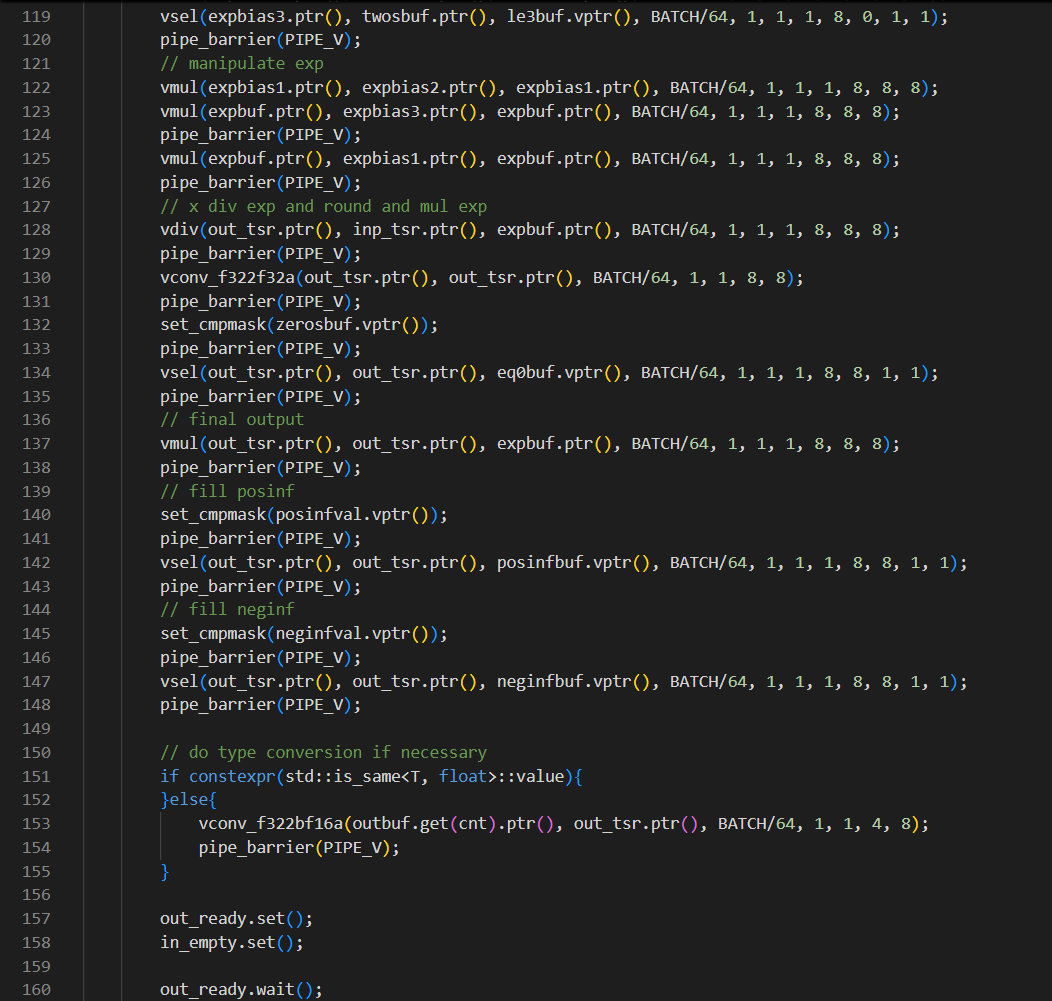 119 vsel(expbias3.ptr(), twosbuf.ptr(), le3buf.vptr(), BATCH/64, 1, 1, 1, 8, 0, 1, 1);
120 pipe_barrier(PIPE_V);
121 // manipulate exp
122 vmul(expbias1.ptr(), expbias2.ptr(), expbias1.ptr(), BATCH/64, 1, 1, 1, 8, 8, 8);
123 vmul(expbuf.ptr(), expbias3.ptr(), expbuf.ptr(), BATCH/64, 1, 1, 1, 8, 8, 8);
124 pipe_barrier(PIPE_V);
125 vmul(expbuf.ptr(), expbias1.ptr(), expbuf.ptr(), BATCH/64, 1, 1, 1, 8, 8, 8);
126 pipe_barrier(PIPE_V);
127 // x div exp and round and mul exp
128 vdiv(out_tsr.ptr(), inp_tsr.ptr(), expbuf.ptr(), BATCH/64, 1, 1, 1, 8, 8, 8);
129 pipe_barrier(PIPE_V);
130 vconv_f322f32a(out_tsr.ptr(), out_tsr.ptr(), BATCH/64, 1, 1, 8, 8);
131 pipe_barrier(PIPE_V);
132 set_cmpmask(zerosbuf.vptr());
133 pipe_barrier(PIPE_V);
134 vsel(out_tsr.ptr(), out_tsr.ptr(), eq0buf.vptr(), BATCH/64, 1, 1, 1, 8, 8, 1, 1);
135 pipe_barrier(PIPE_V);
136 // final output
137 vmul(out_tsr.ptr(), out_tsr.ptr(), expbuf.ptr(), BATCH/64, 1, 1, 1, 8, 8, 8);
138 pipe_barrier(PIPE_V);
139 // fill posinf
140 set_cmpmask(posinfval.vptr());
141 pipe_barrier(PIPE_V);
142 vsel(out_tsr.ptr(), out_tsr.ptr(), posinfbuf.vptr(), BATCH/64, 1, 1, 1, 8, 8, 1, 1);
143 pipe_barrier(PIPE_V);
144 // fill neginf
145 set_cmpmask(neginfval.vptr());
146 pipe_barrier(PIPE_V);
147 vsel(out_tsr.ptr(), out_tsr.ptr(), neginfbuf.vptr(), BATCH/64, 1, 1, 1, 8, 8, 1, 1);
148 pipe_barrier(PIPE_V);
149
150 // do type conversion if necessary
151 if constexpr(std::is_same<T, float>::value){
152 }else{
153 vconv_f322bf16a(outbuf.get(cnt).ptr(), out_tsr.ptr(), BATCH/64, 1, 1, 4, 8);
154 pipe_barrier(PIPE_V);
155 }
156
157 out_ready.set();
158 in_empty.set();
159
160 out_ready.wait();